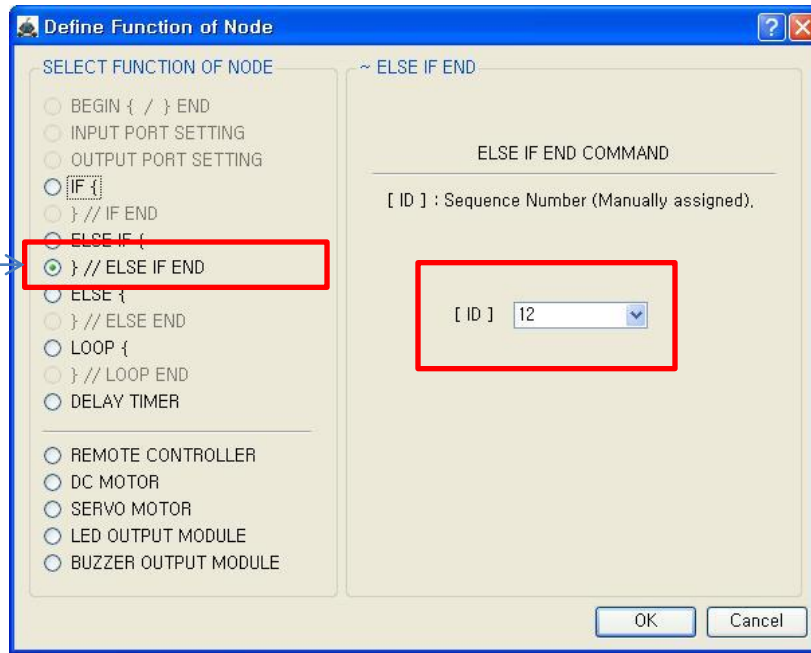 Define Function of Node
SELECT FUNCTION OF NODE
BEGIN { / } END
INPUT PORT SETTING
OUTPUT PORT SETTING
IF {
} // IF END
ELSE IF {
} // ELSE IF END
ELSE {
} // ELSE END
LOOP {
} // LOOP END
DELAY TIMER
REMOTE CONTROLLER
DC MOTOR
SERVO MOTOR
LED OUTPUT MODULE
BUZZER OUTPUT MODULE
~ ELSE IF END
ELSE IF END COMMAND
[ ID ] : Sequence Number (Manually assigned),
[ ID ] 12
OK Cancel